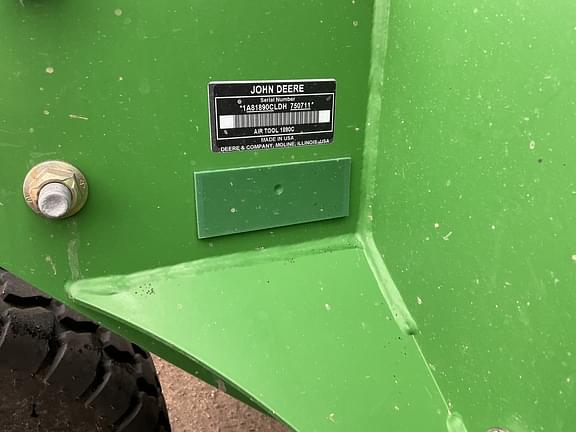 JOHN DEERE
Serial Number
*1A81890CLDH 750711*
AIR TOOL 1890C
MADE IN USA
DEERE & COMPANY, MOLINE, ILLINOIS, USA